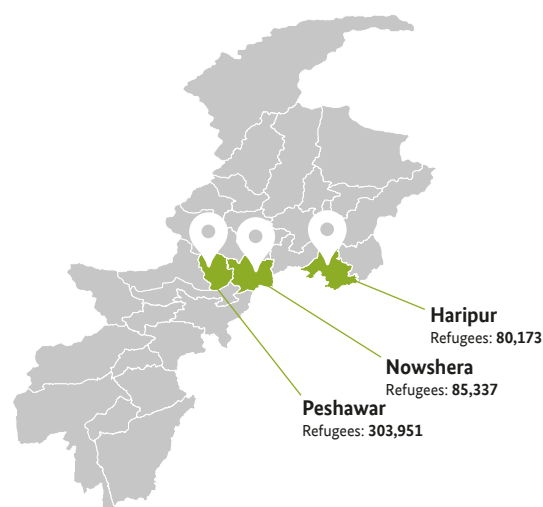 Haripur
Refugees: 80,173
Nowshera
Refugees: 85,337
Peshawar
Refugees: 303,951